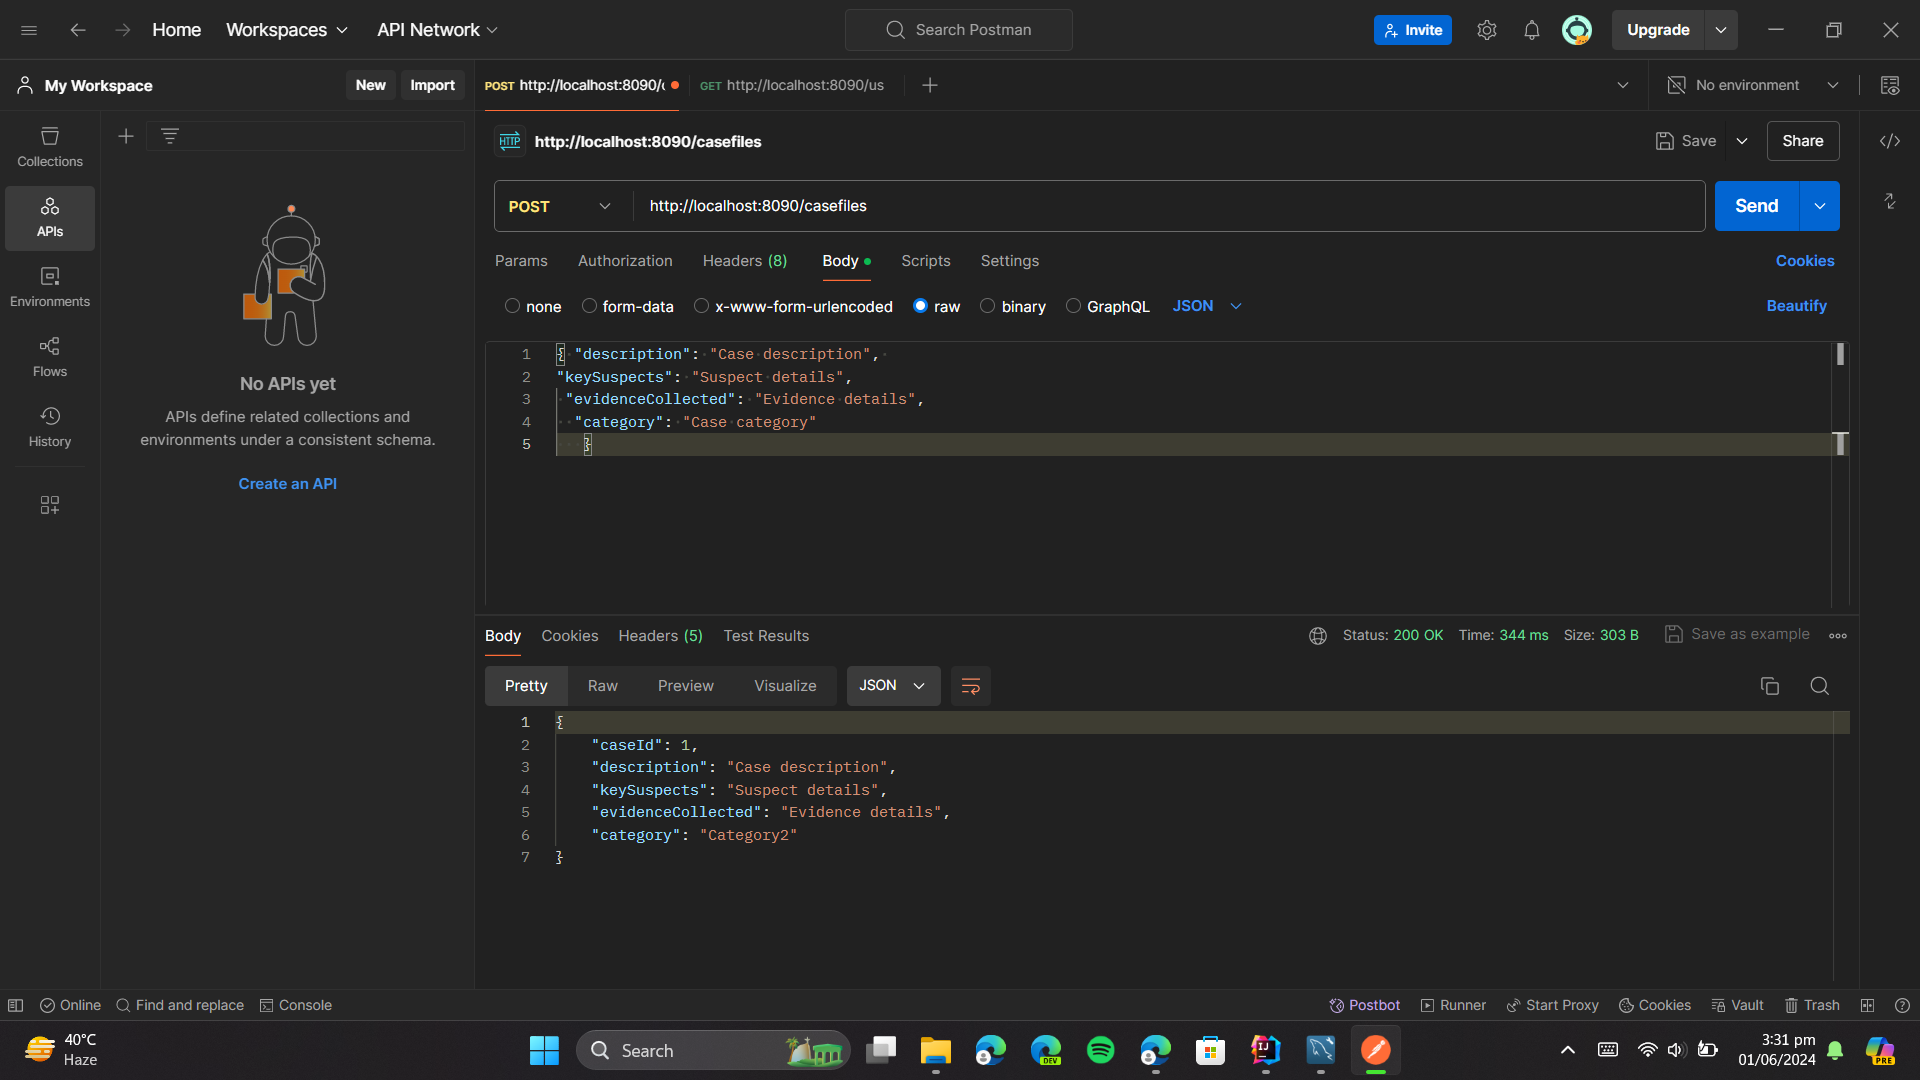 Home
Workspaces
API Network
Search Postman
Invite
Upgrade
My Workspace
New
Import
POST http://localhost:8090/c
GET http://localhost:8090/us
No environment
Collections
APIs
Environments
Flows
History
No APIs yet
APIs define related collections and
environments under a consistent schema.
Create an API
HTTP
http://localhost:8090/casefiles
Save
Share
POST
http://localhost:8090/casefiles
Send
Params
Authorization
Headers (8)
Body
Scripts
Settings
Cookies
none
form-data
x-www-form-urlencoded
raw
binary
GraphQL
JSON
Beautify
1 { "description": "Case description",
2 "keySuspects": "Suspect details",
3 "evidenceCollected": "Evidence details",
4 "category": "Case category"
5 }
Body
Cookies
Headers (5)
Test Results
Status: 200 OK
Time: 344 ms
Size: 303 B
Save as example
Pretty
Raw
Preview
Visualize
JSON
1 {
2 "caseId": 1,
3 "description": "Case description",
4 "keySuspects": "Suspect details",
5 "evidenceCollected": "Evidence details",
6 "category": "Category2"
7 }
Online
Find and replace
Console
Postbot
Runner
Start Proxy
Cookies
Vault
Trash
40°C
Haze
Search
DEV
IJ
3:31 pm
01/06/2024
PRE